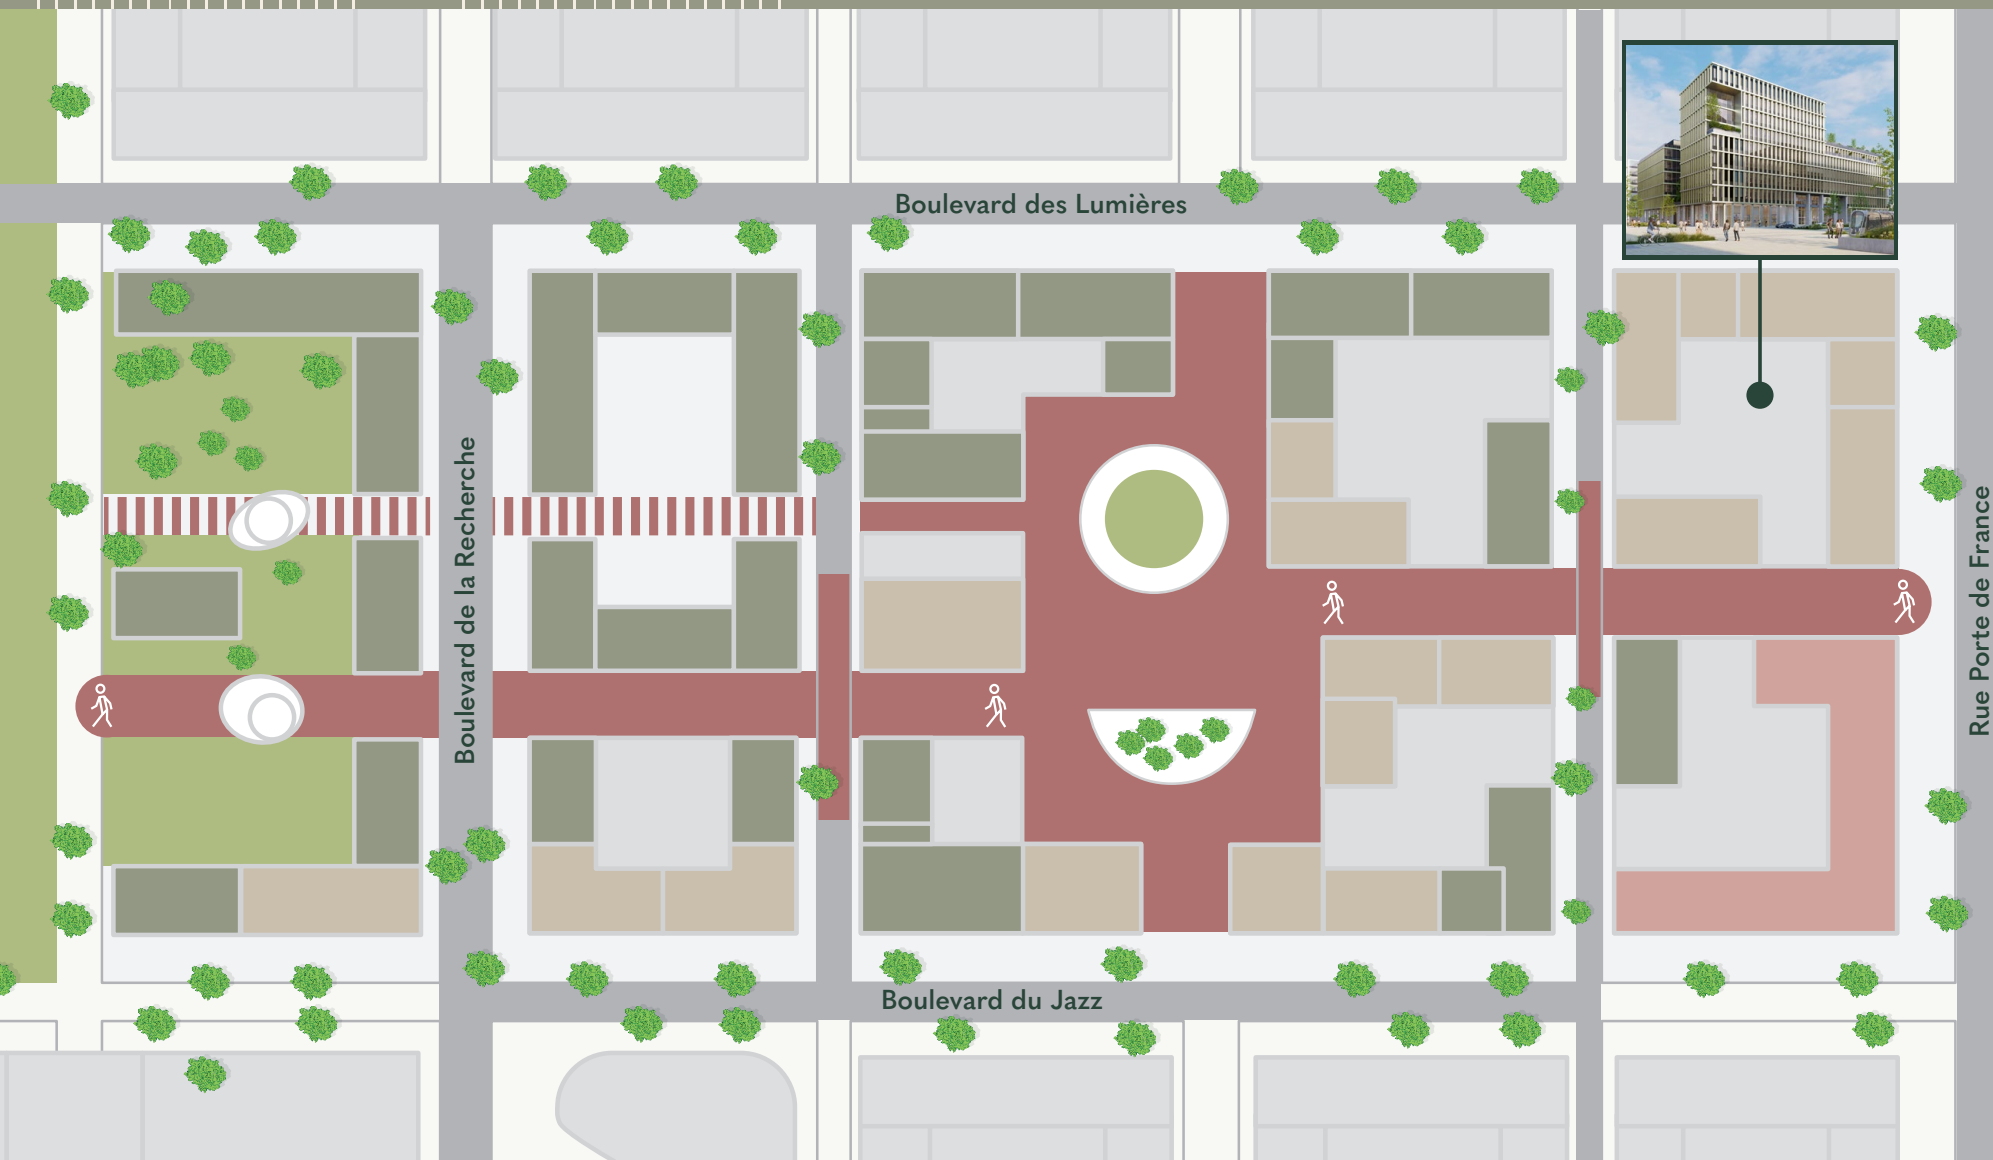 Boulevard des Lumières
Boulevard de la Recherche
Rue Porte de France
Boulevard du Jazz